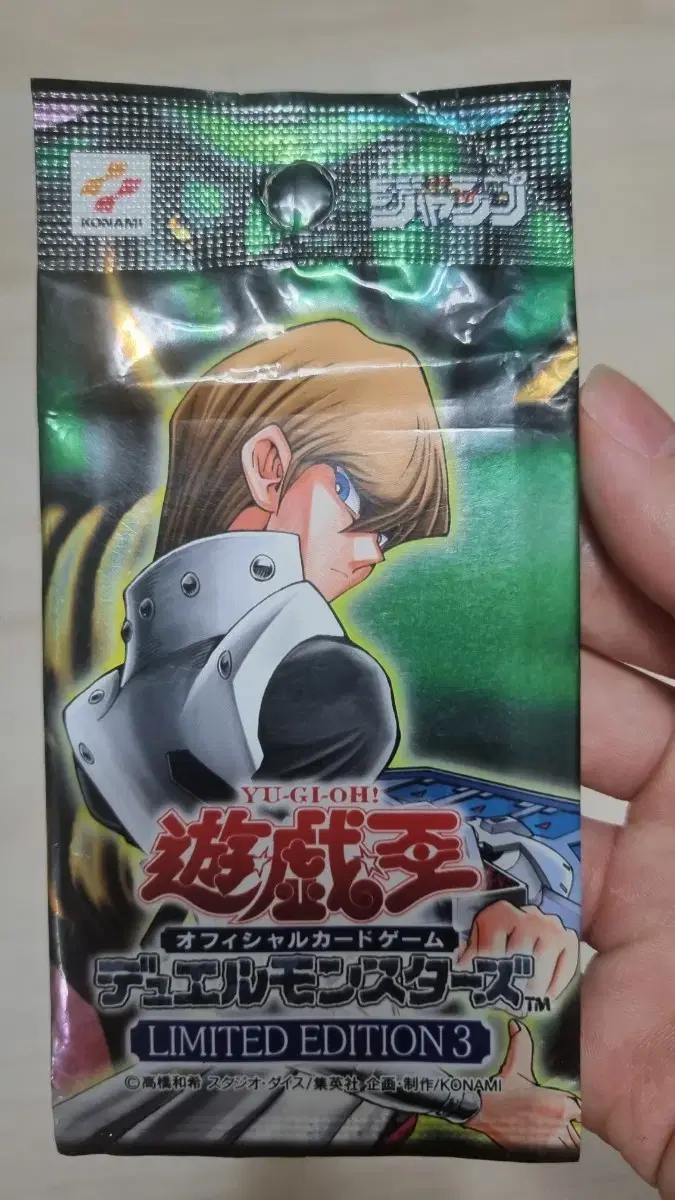 KONAMI
ジャンプ
YU-GI-OH!
遊戯王
オフィシャルカードゲーム
デュエルモンスターズ™
LIMITED EDITION 3
©高橋和希 スタジオ・ダイス/集英社 企画・制作/KONAMI